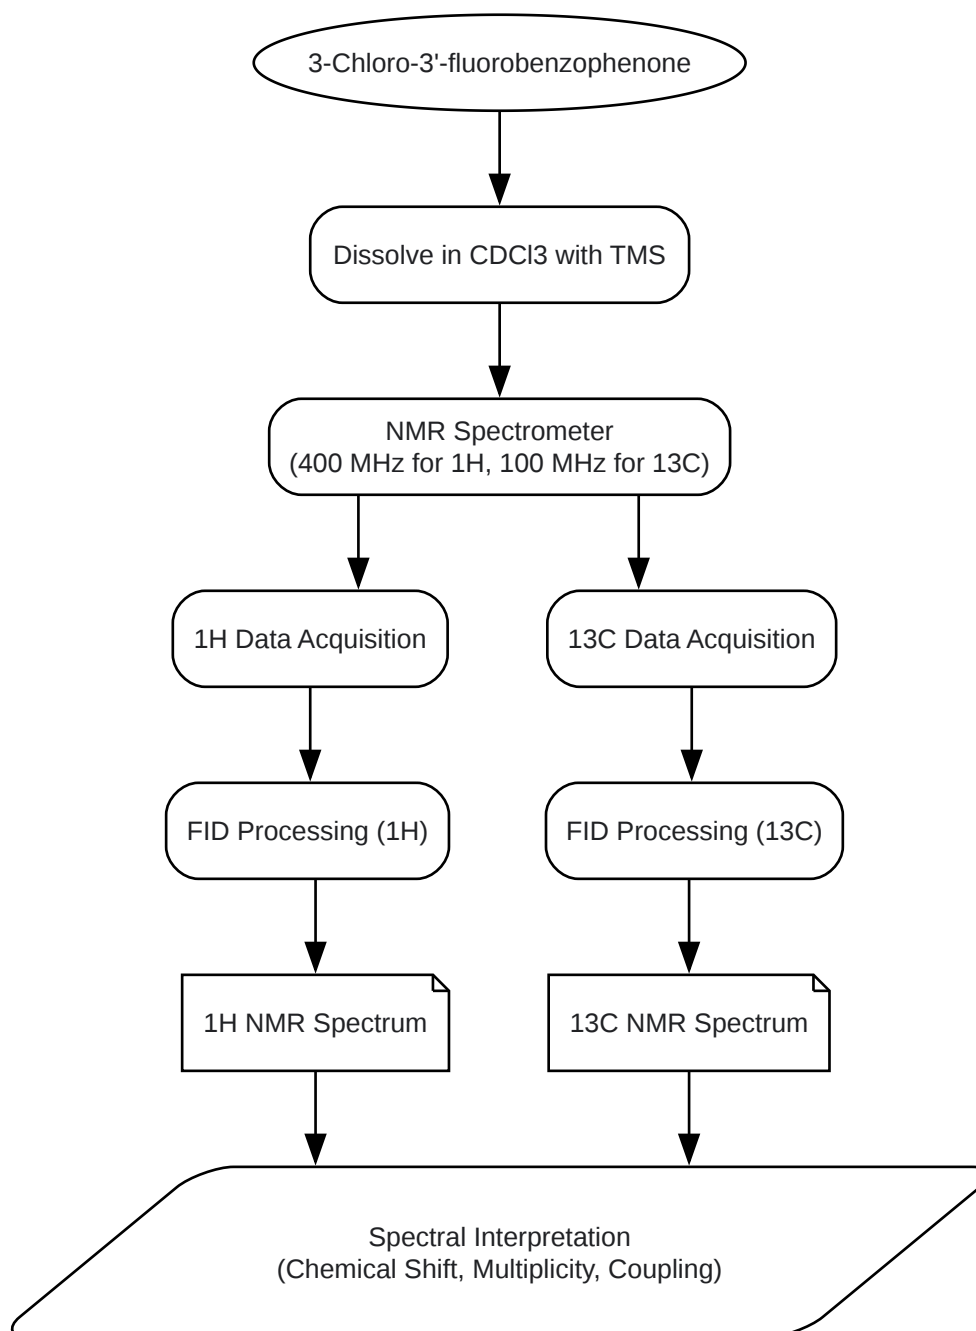 3-Chloro-3'-fluorobenzophenone
Dissolve in CDCl3 with TMS
NMR Spectrometer
(400 MHz for 1H, 100 MHz for 13C)
1H Data Acquisition
13C Data Acquisition
FID Processing (1H)
FID Processing (13C)
1H NMR Spectrum
13C NMR Spectrum
Spectral Interpretation
(Chemical Shift, Multiplicity, Coupling)